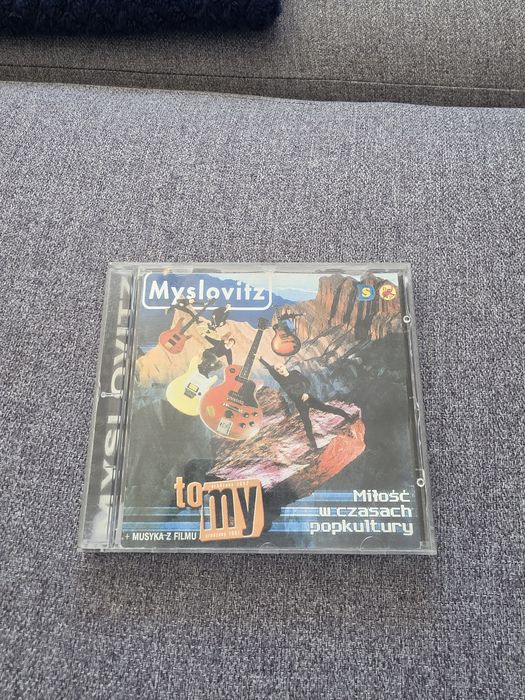 Myslovitz
S
MYSLOVITZ
to my
Miłość
w czasach
popkultury
+ MUSYKA Z FILMU